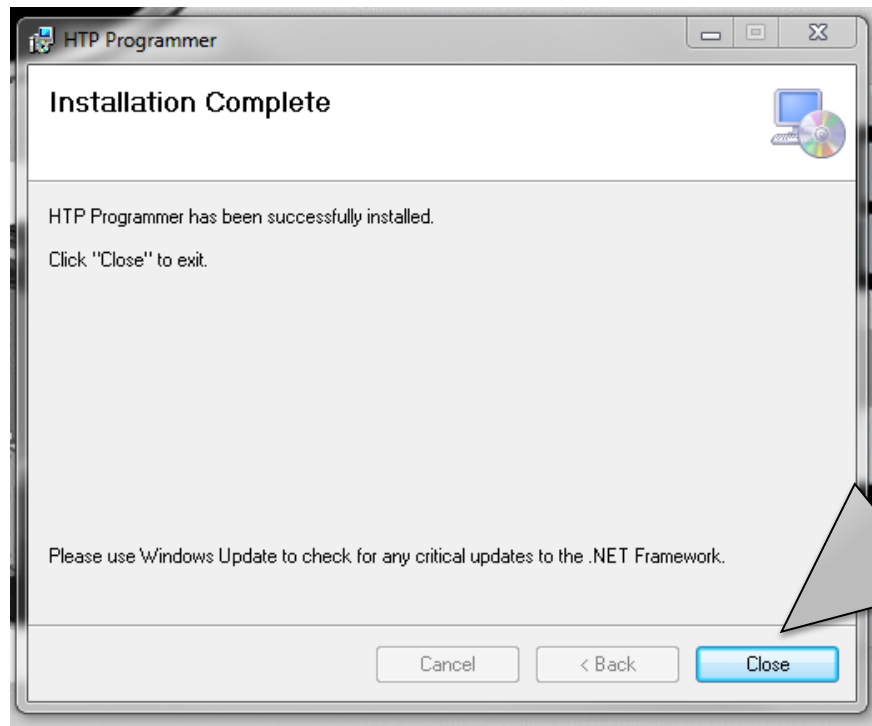 HTP Programmer
Installation Complete
HTP Programmer has been successfully installed.
Click "Close" to exit.
Please use Windows Update to check for any critical updates to the .NET Framework.
Cancel < Back Close